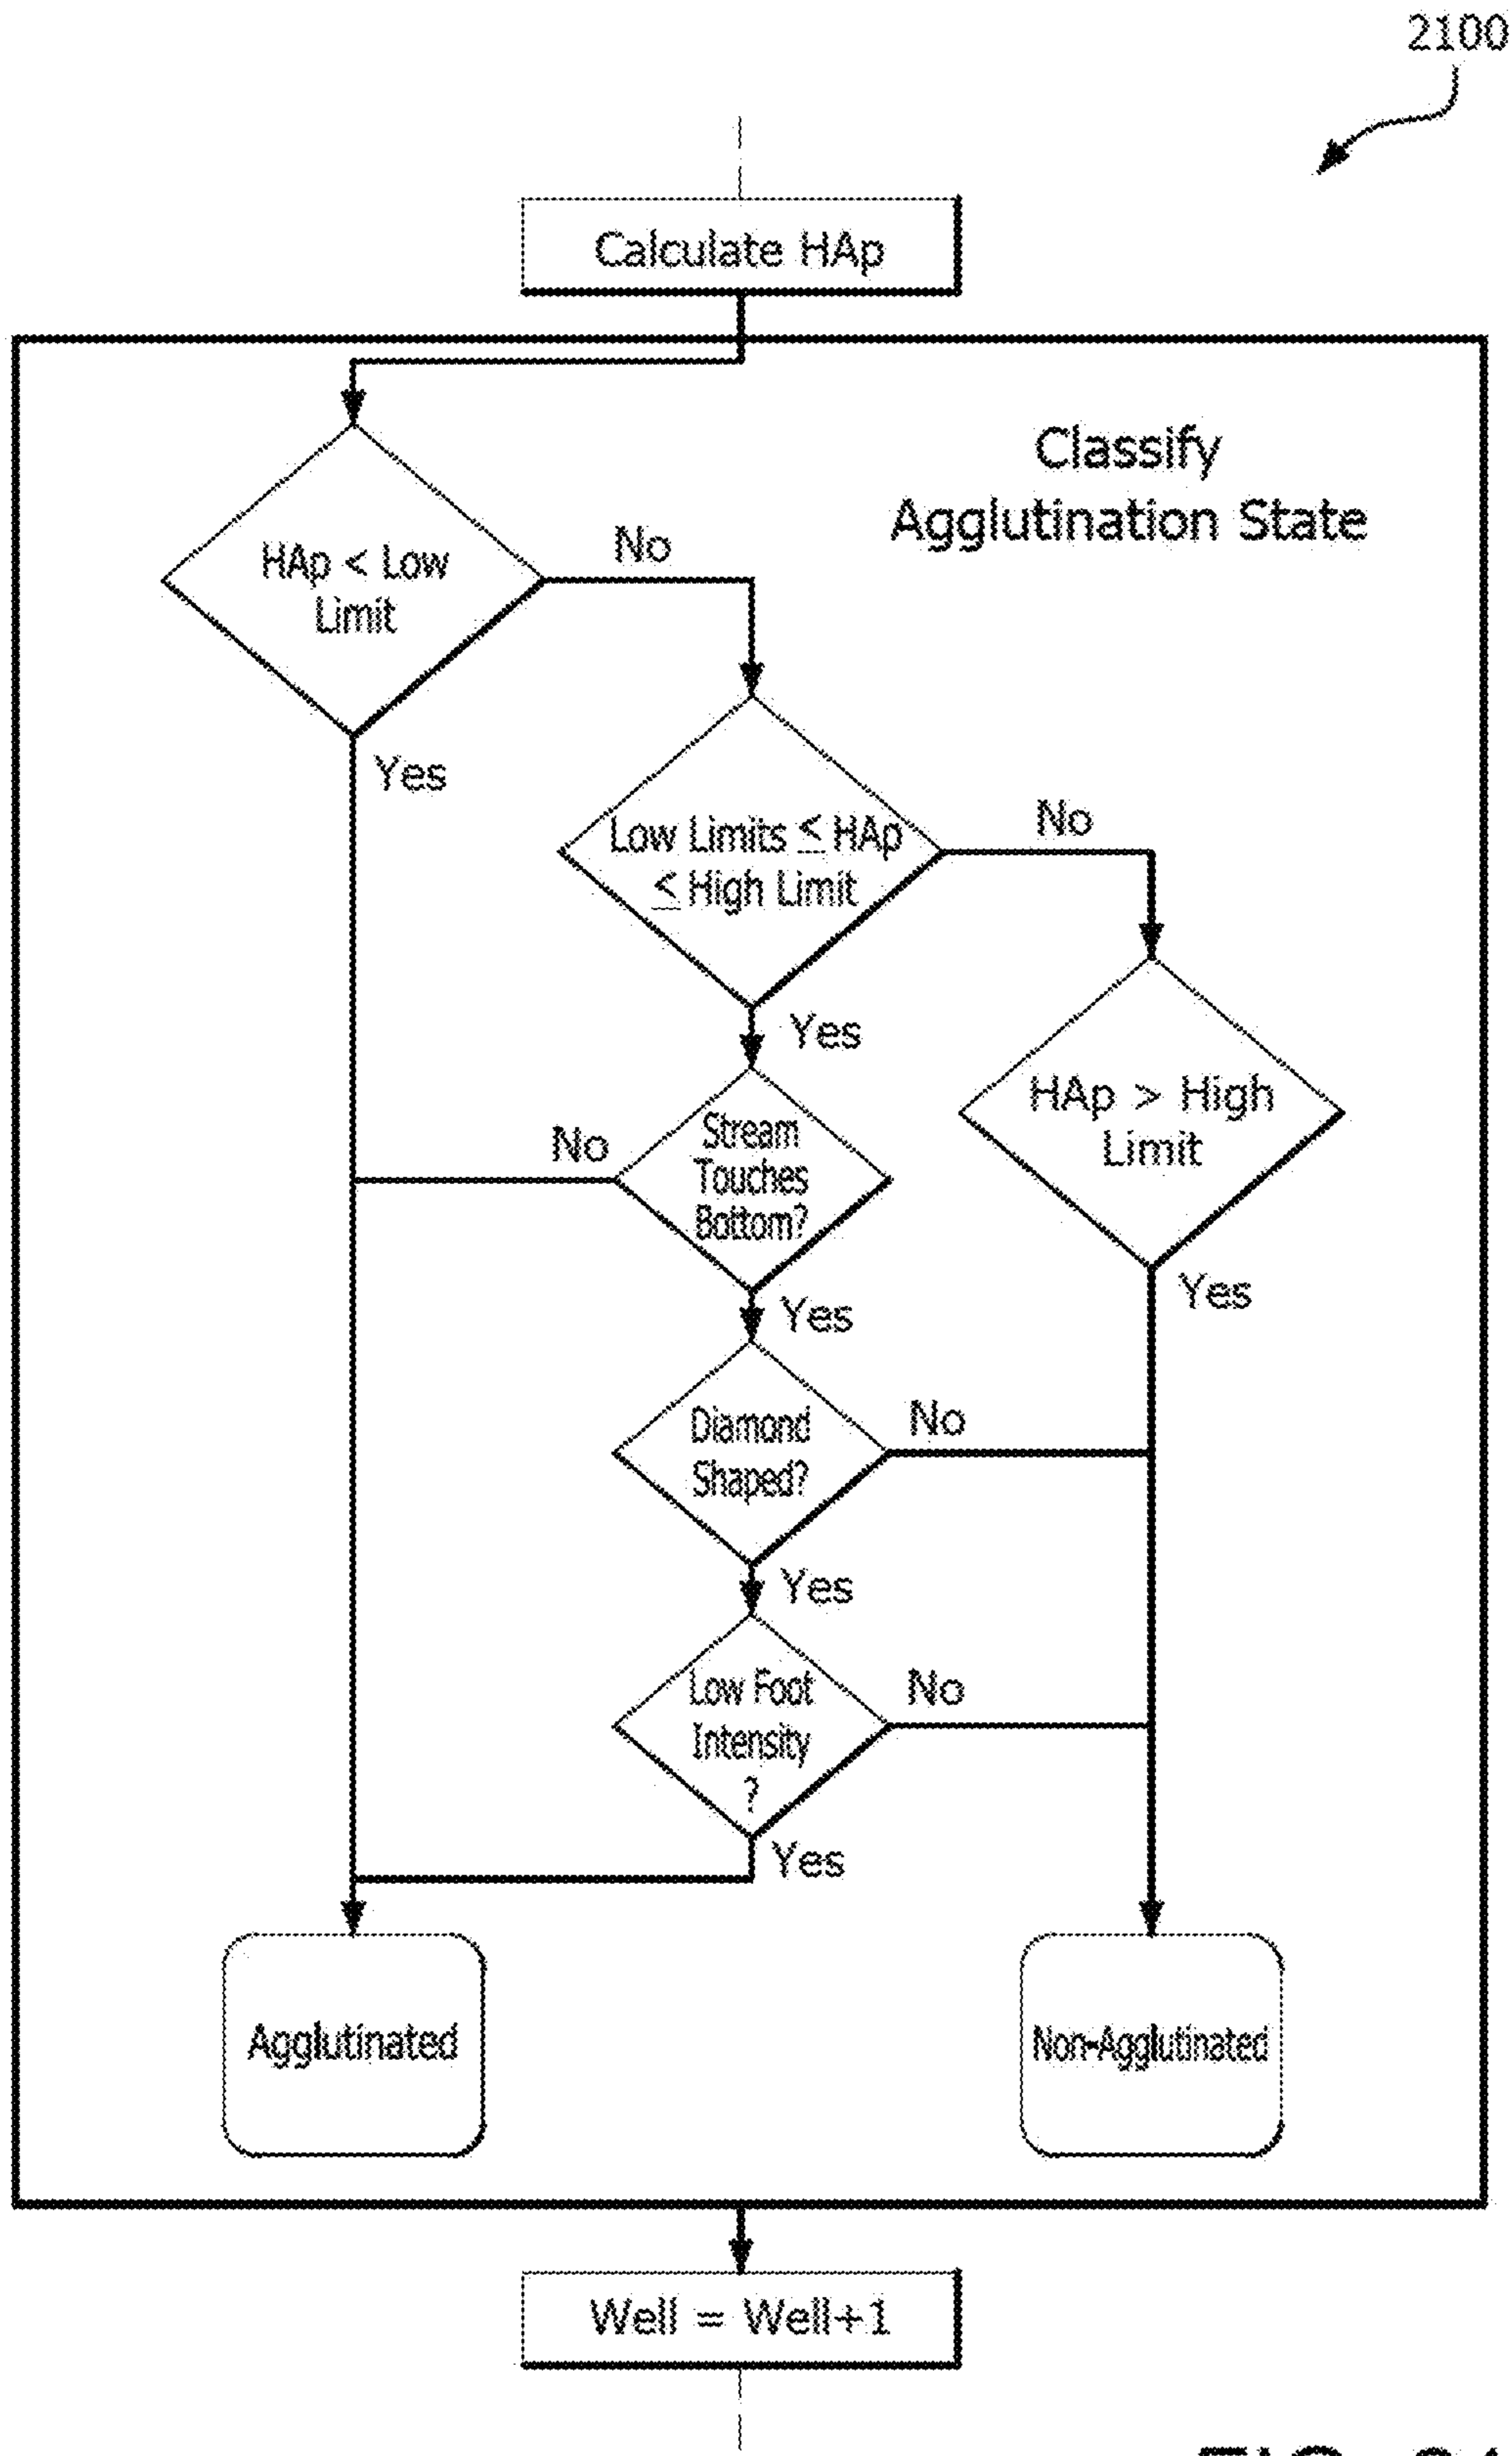 2100
Calculate HAp
Classify
Agglutination State
HAp < Low
Limit
No
Yes
Low Limits ≤ HAp
≤ High Limit
No
Yes
HAp > High
Limit
Yes
Stream
Touches
Bottom?
No
Yes
Diamond
Shaped?
No
Yes
Low Foot
Intensity
?
No
Yes
Agglutinated
Non-Agglutinated
Well = Well+1